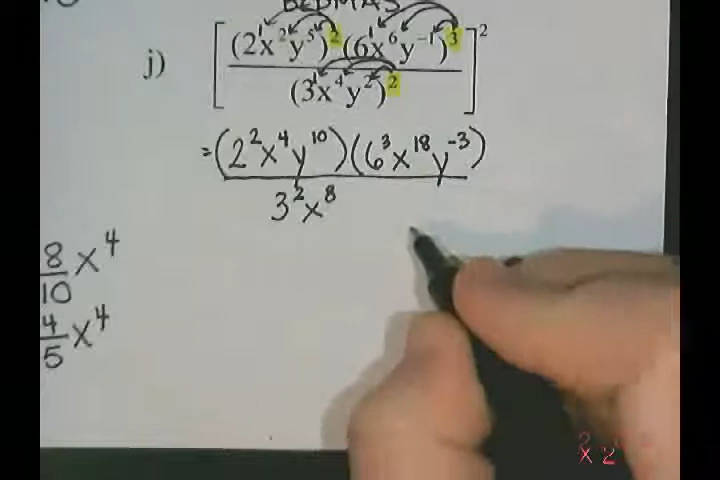 BEDMAS
j) [ (2x²y⁵)² (6x⁶y⁻¹)³ / (3x⁴y²)² ]²
= (2²x⁴y¹⁰)(6³x¹⁸y⁻³) / 3²x⁸
8/10 x⁴
4/5 x⁴